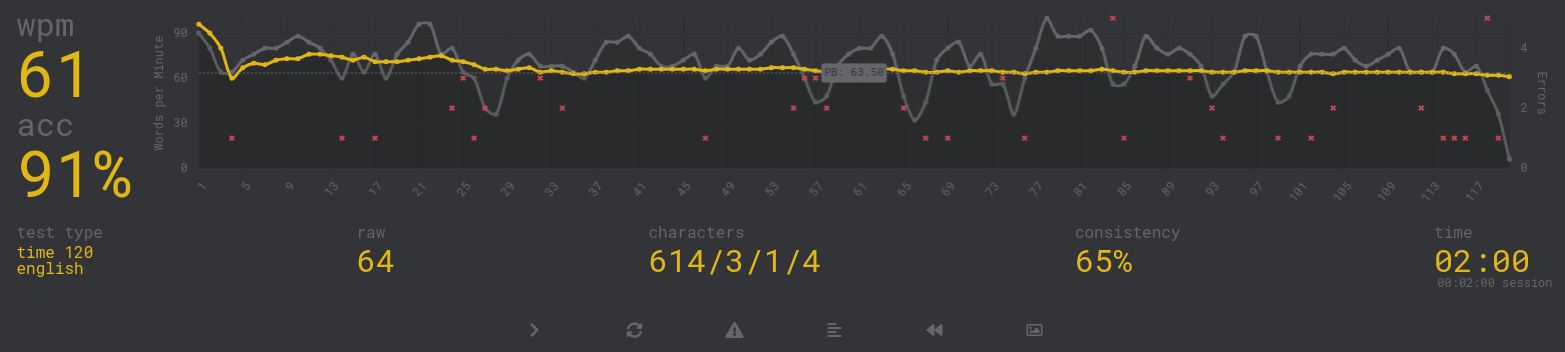 wpm
61
acc
91%
Words per Minute
90
60
30
0
PB: 63.50
4
2
0
Errors
1 5 9 13 17 21 25 29 33 37 41 45 49 53 57 61 65 69 73 77 81 85 89 93 97 101 105 109 113 117
test type
time 120
english
raw
64
characters
614/3/1/4
consistency
65%
time
02:00
00:02:00 session